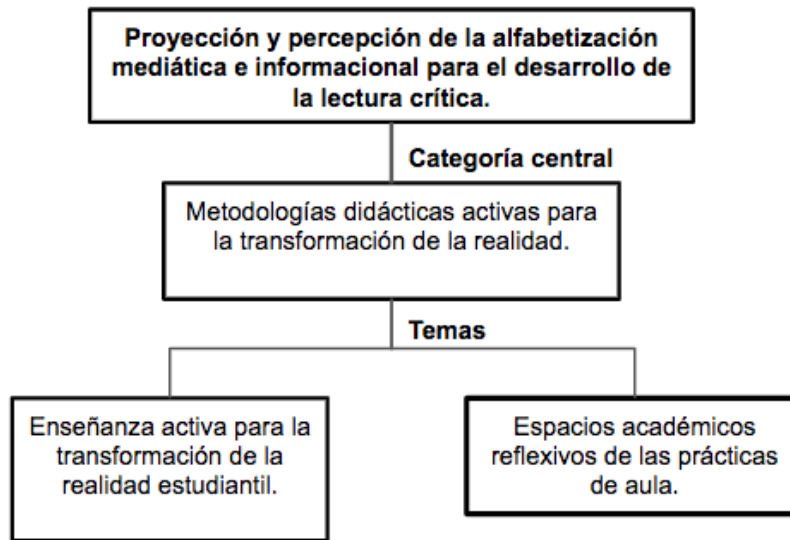 Proyección y percepción de la alfabetización
mediática e informacional para el desarrollo de
la lectura crítica.
Categoría central
Metodologías didácticas activas para
la transformación de la realidad.
Temas
Enseñanza activa para la
transformación de la
realidad estudiantil.
Espacios académicos
reflexivos de las prácticas
de aula.